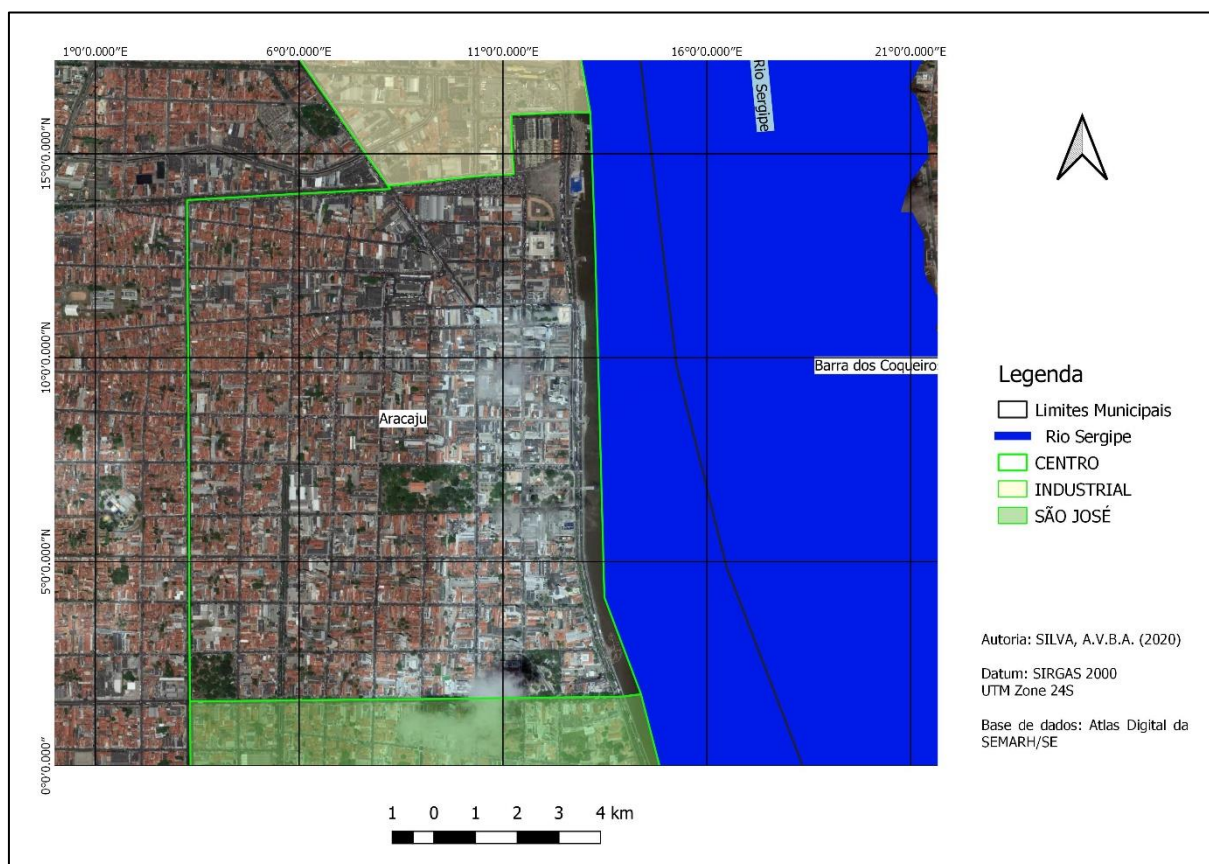 1°0'0.000"E 6°0'0.000"E 11°0'0.000"E 16°0'0.000"E 21°0'0.000"E
15°0'0.000"N
10°0'0.000"N
5°0'0.000"N
0°0'0.000"
Rio Sergipe
Barra dos Coqueiro
Aracaju
Legenda
Limites Municipais
Rio Sergipe
CENTRO
INDUSTRIAL
SÃO JOSÉ
Autoria: SILVA, A.V.B.A. (2020)
Datum: SIRGAS 2000
UTM Zone 24S
Base de dados: Atlas Digital da
SEMARH/SE
1 0 1 2 3 4 km